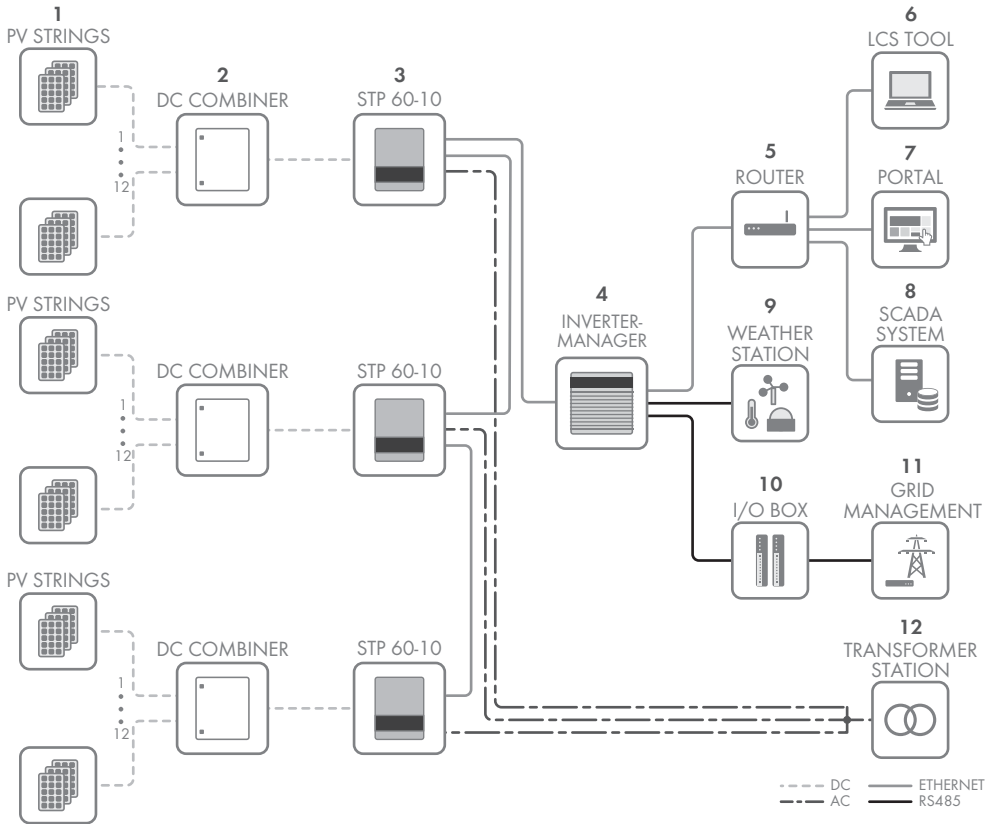 1
PV STRINGS
1
12
2
DC COMBINER
3
STP 60-10
PV STRINGS
1
12
DC COMBINER
STP 60-10
PV STRINGS
1
12
DC COMBINER
STP 60-10
4
INVERTER-
MANAGER
5
ROUTER
6
LCS TOOL
7
PORTAL
8
SCADA
SYSTEM
9
WEATHER
STATION
10
I/O BOX
11
GRID
MANAGEMENT
12
TRANSFORMER
STATION
DC
ETHERNET
AC
RS485